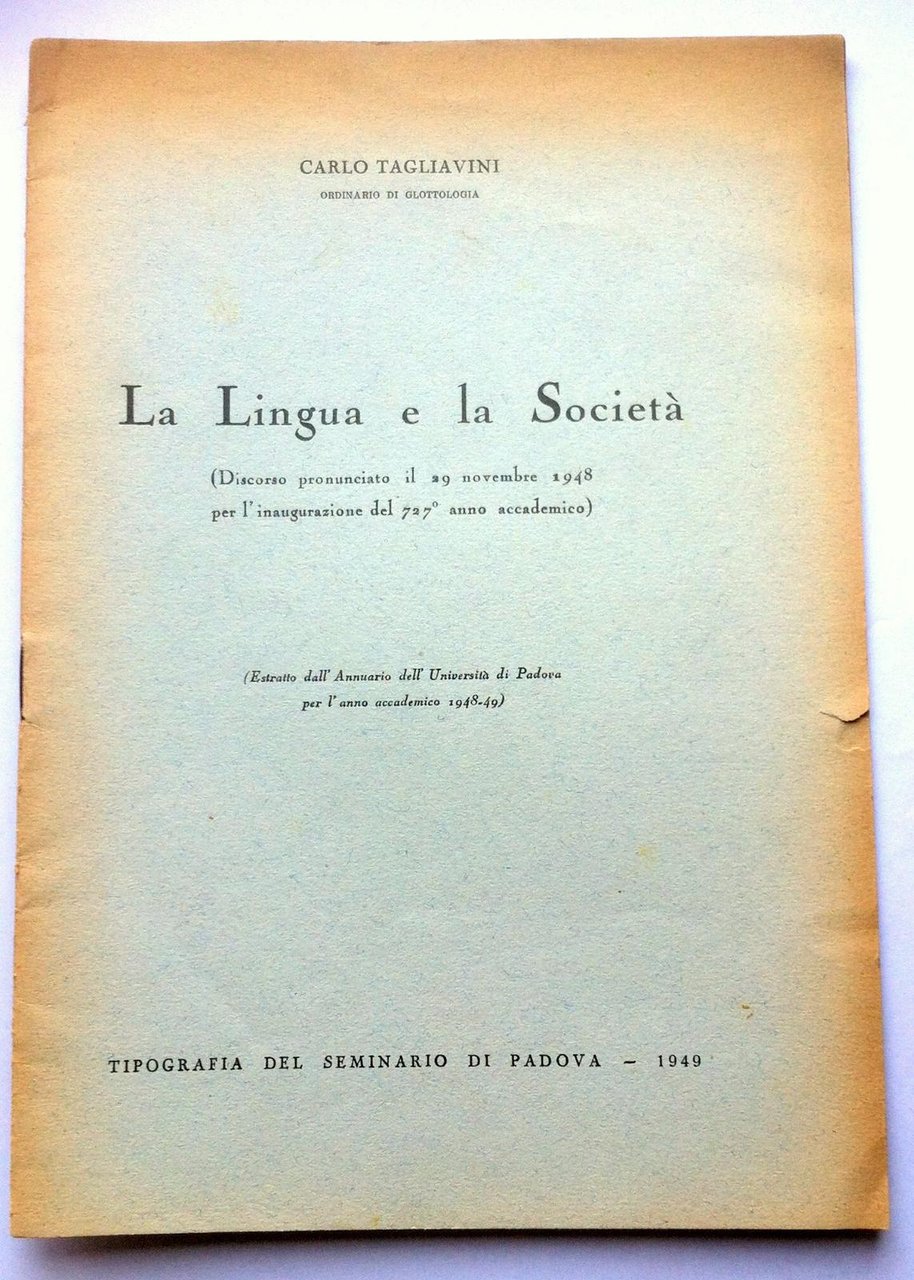 CARLO TAGLIAVINI
ORDINARIO DI GLOTTOLOGIA
La Lingua e la Società
(Discorso pronunciato il 29 novembre 1948
per l'inaugurazione del 727° anno accademico)
(Estratto dall'Annuario dell'Università di Padova
per l'anno accademico 1948-49)
TIPOGRAFIA DEL SEMINARIO DI PADOVA — 1949